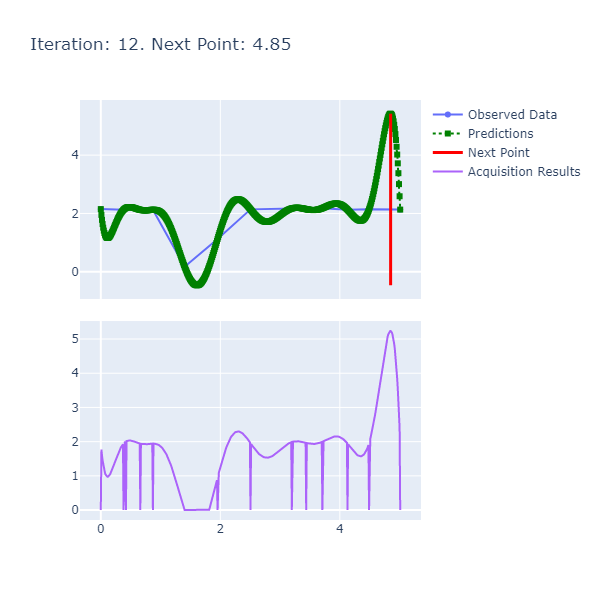 Iteration: 12. Next Point: 4.85
Observed Data
Predictions
Next Point
Acquisition Results
4
2
0
5
4
3
2
1
0
0
2
4